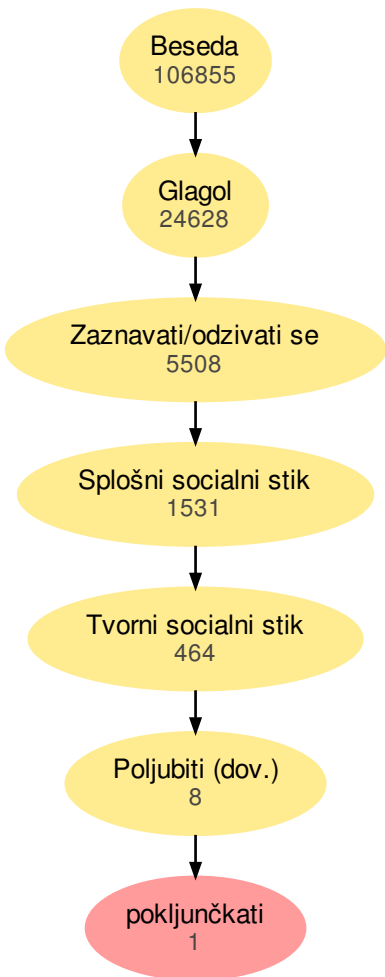 Beseda
106855
Glagol
24628
Zaznavati/odzivati se
5508
Splošni socialni stik
1531
Tvorni socialni stik
464
Poljubiti (dov.)
8
pokljunčkati
1